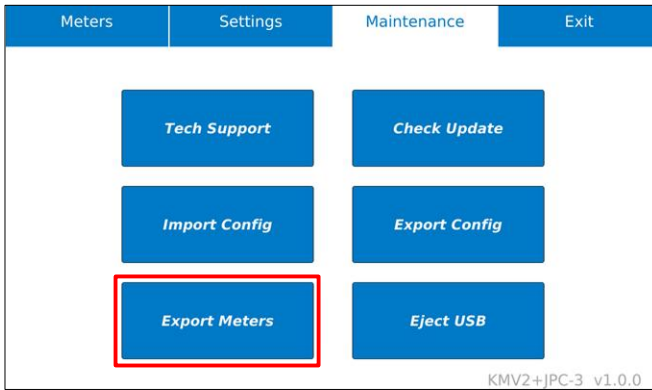 Meters Settings Maintenance Exit
Tech Support Check Update
Import Config Export Config
Export Meters Eject USB
KMV2+JPC-3 v1.0.0